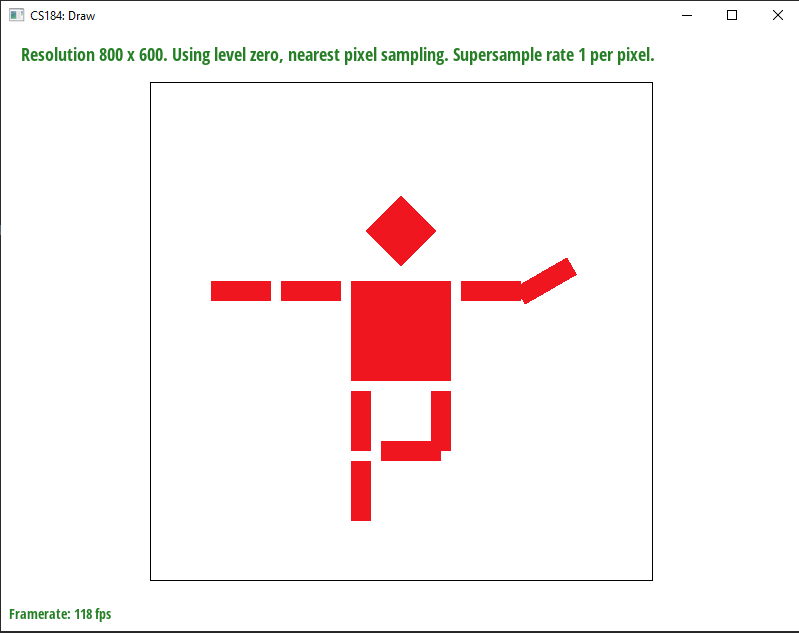 CS184: Draw
Resolution 800 x 600. Using level zero, nearest pixel sampling. Supersample rate 1 per pixel.
Framerate: 118 fps